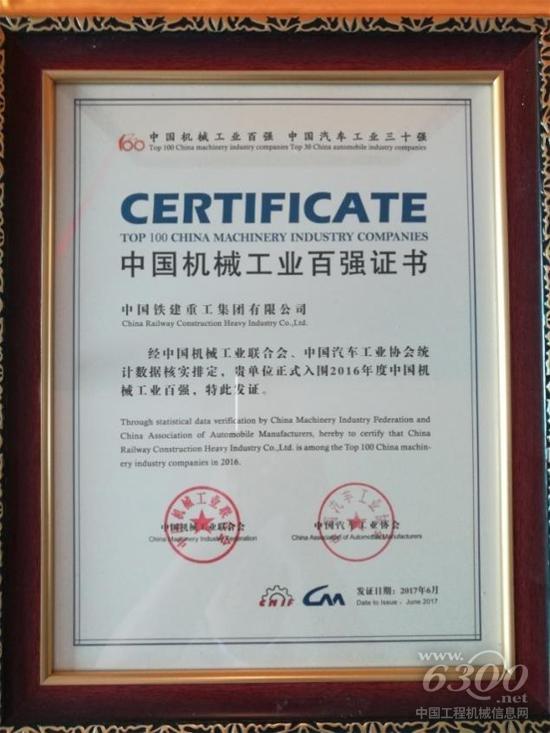 100 中国机械工业百强 中国汽车工业三十强
Top 100 China machinery industry companies Top 30 China automobile industry companies
CERTIFICATE
TOP 100 CHINA MACHINERY INDUSTRY COMPANIES
中国机械工业百强证书
中国铁建重工集团有限公司
China Railway Construction Heavy Industry Co.,Ltd.
经中国机械工业联合会、中国汽车工业协会统
计数据核实排定，贵单位正式入围2016年度中国机
械工业百强，特此发证。
Through statistical data verification by China Machinery Industry Federation and
China Association of Automobile Manufacturers, hereby to certify that China
Railway Construction Heavy Industry Co.,Ltd. is among the Top 100 China machin-
ery industry companies in 2016.
中国机械工业联合会 中国汽车工业协会
China Machinery Industry Federation China Association of Automobile Manufacturers
CMIF 发证日期：2017年6月
Date to Issue：June 2017
www.
6300
.net
中国工程机械信息网